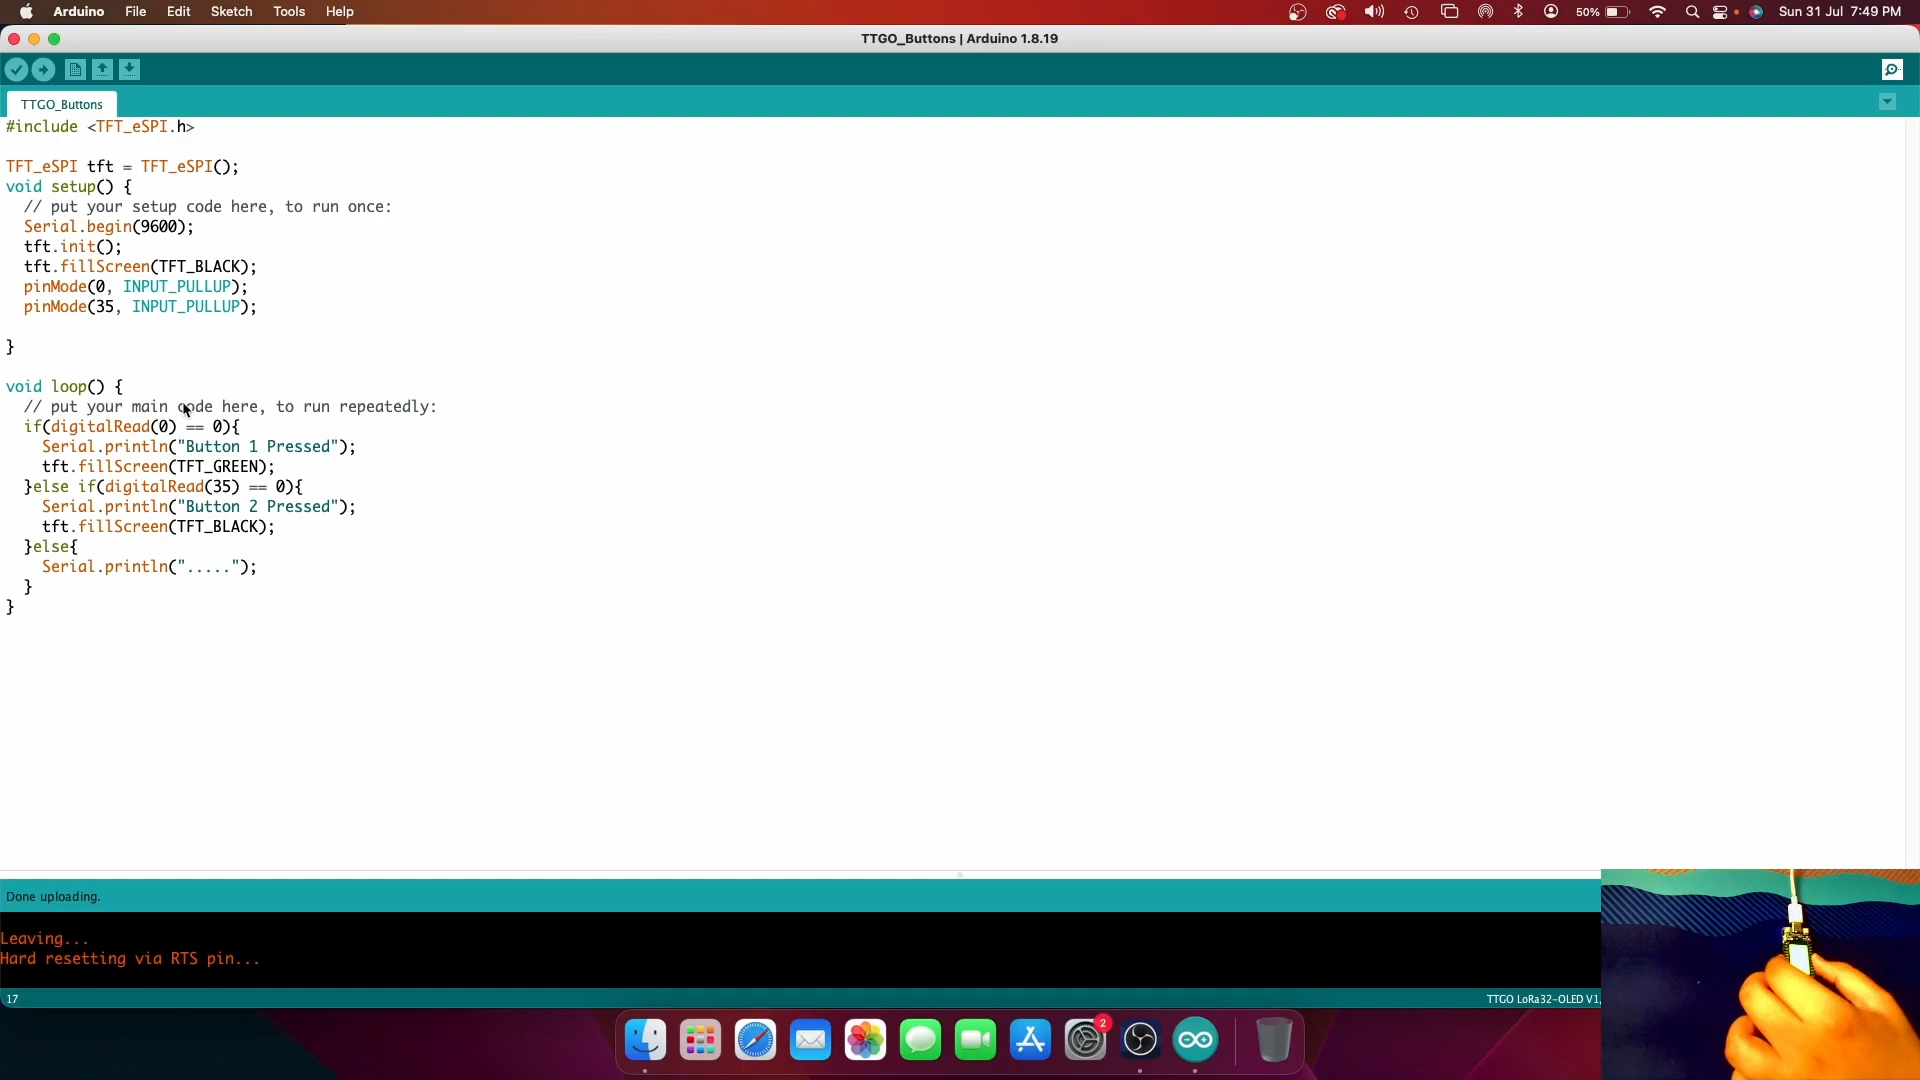 Arduino File Edit Sketch Tools Help 50% Sun 31 Jul 7:49 PM
TTGO_Buttons | Arduino 1.8.19
TTGO_Buttons
#include <TFT_eSPI.h>
TFT_eSPI tft = TFT_eSPI();
void setup() {
// put your setup code here, to run once:
Serial.begin(9600);
tft.init();
tft.fillScreen(TFT_BLACK);
pinMode(0, INPUT_PULLUP);
pinMode(35, INPUT_PULLUP);
}
void loop() {
// put your main code here, to run repeatedly:
if(digitalRead(0) == 0){
Serial.println("Button 1 Pressed");
tft.fillScreen(TFT_GREEN);
}else if(digitalRead(35) == 0){
Serial.println("Button 2 Pressed");
tft.fillScreen(TFT_BLACK);
}else{
Serial.println(".....");
}
}
Done uploading.
Leaving...
Hard resetting via RTS pin...
17 TTGO LoRa32-OLED V1,
2